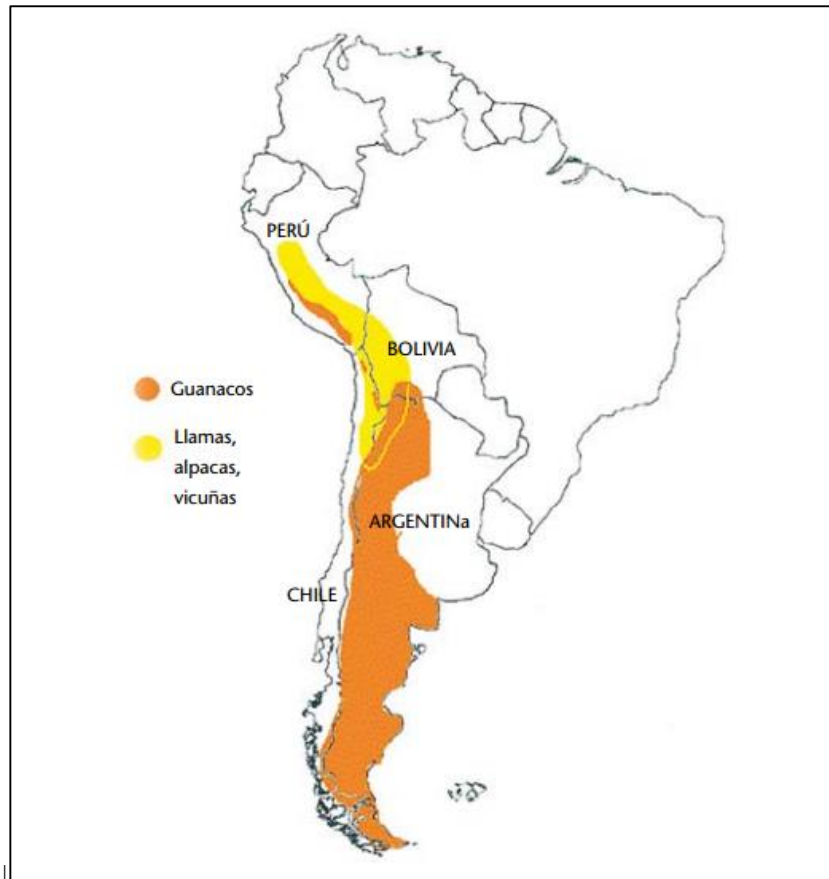 PERÚ
BOLIVIA
Guanacos
Llamas,
alpacas,
vicuñas
ARGENTINa
CHILE